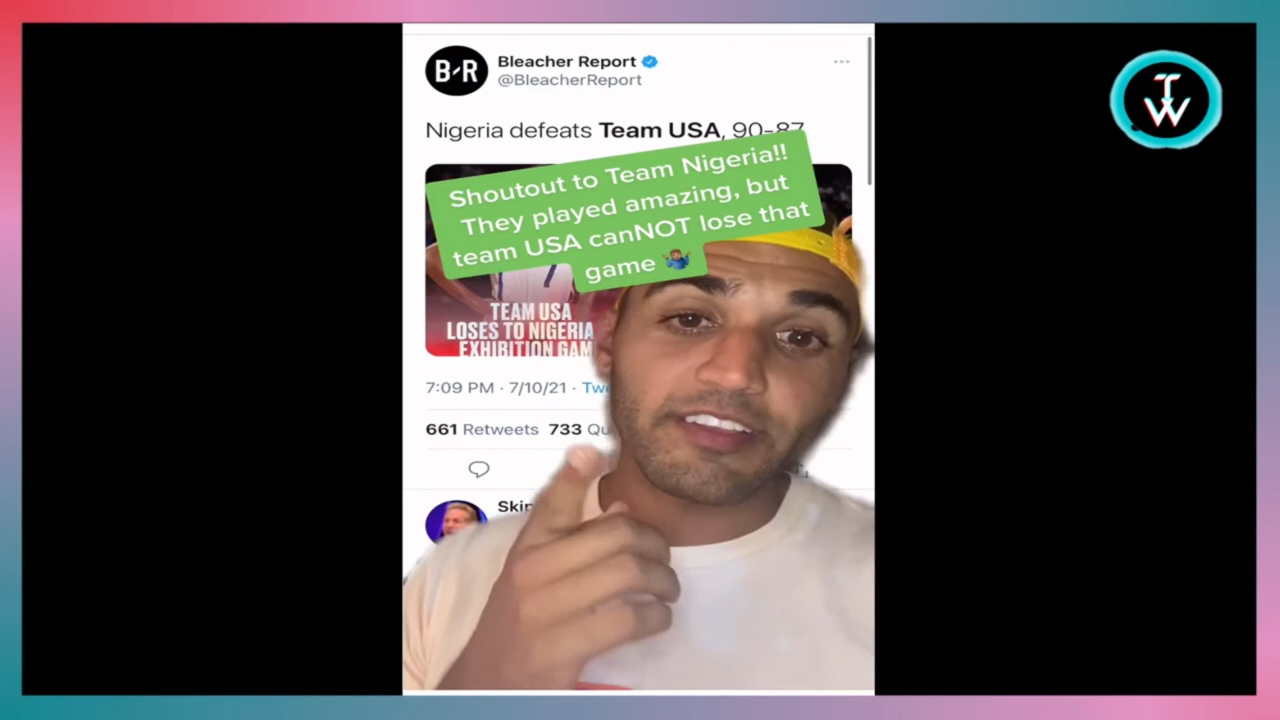 B·R
Bleacher Report
@BleacherReport
TW
Nigeria defeats Team USA, 90-87
Shoutout to Team Nigeria!!
They played amazing, but
team USA canNOT lose that
game 🤷🏽‍♂️
TEAM USA
LOSES TO NIGERIA
EXHIBITION GAM
7:09 PM · 7/10/21 · Twe
661 Retweets 733 Qu
Skip